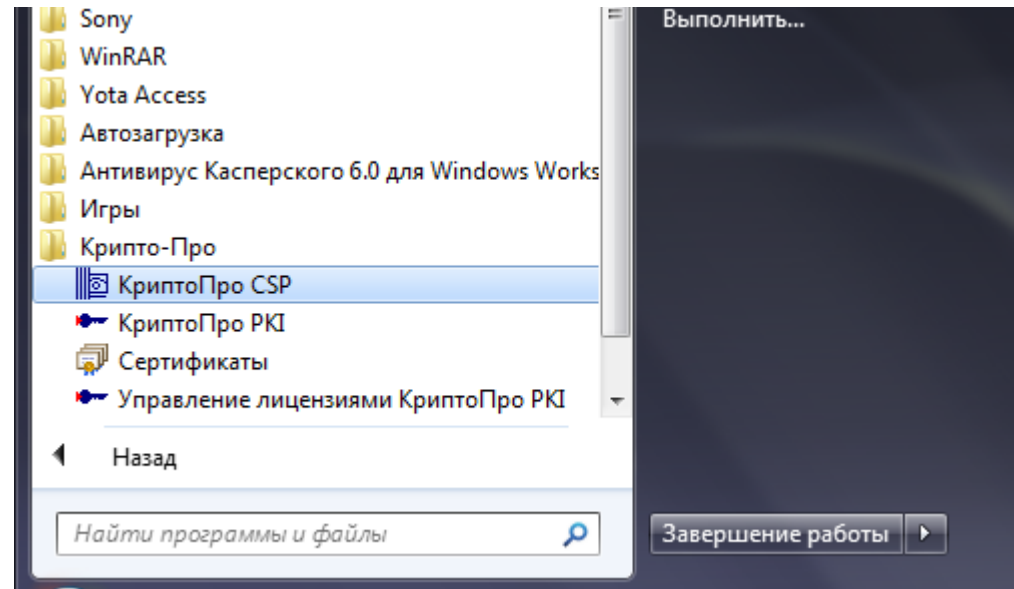 Sony
WinRAR
Yota Access
Автозагрузка
Антивирус Касперского 6.0 для Windows Works
Игры
Крипто-Про
КриптоПро CSP
КриптоПро PKI
Сертификаты
Управление лицензиями КриптоПро PKI
Назад
Найти программы и файлы
Выполнить...
Завершение работы